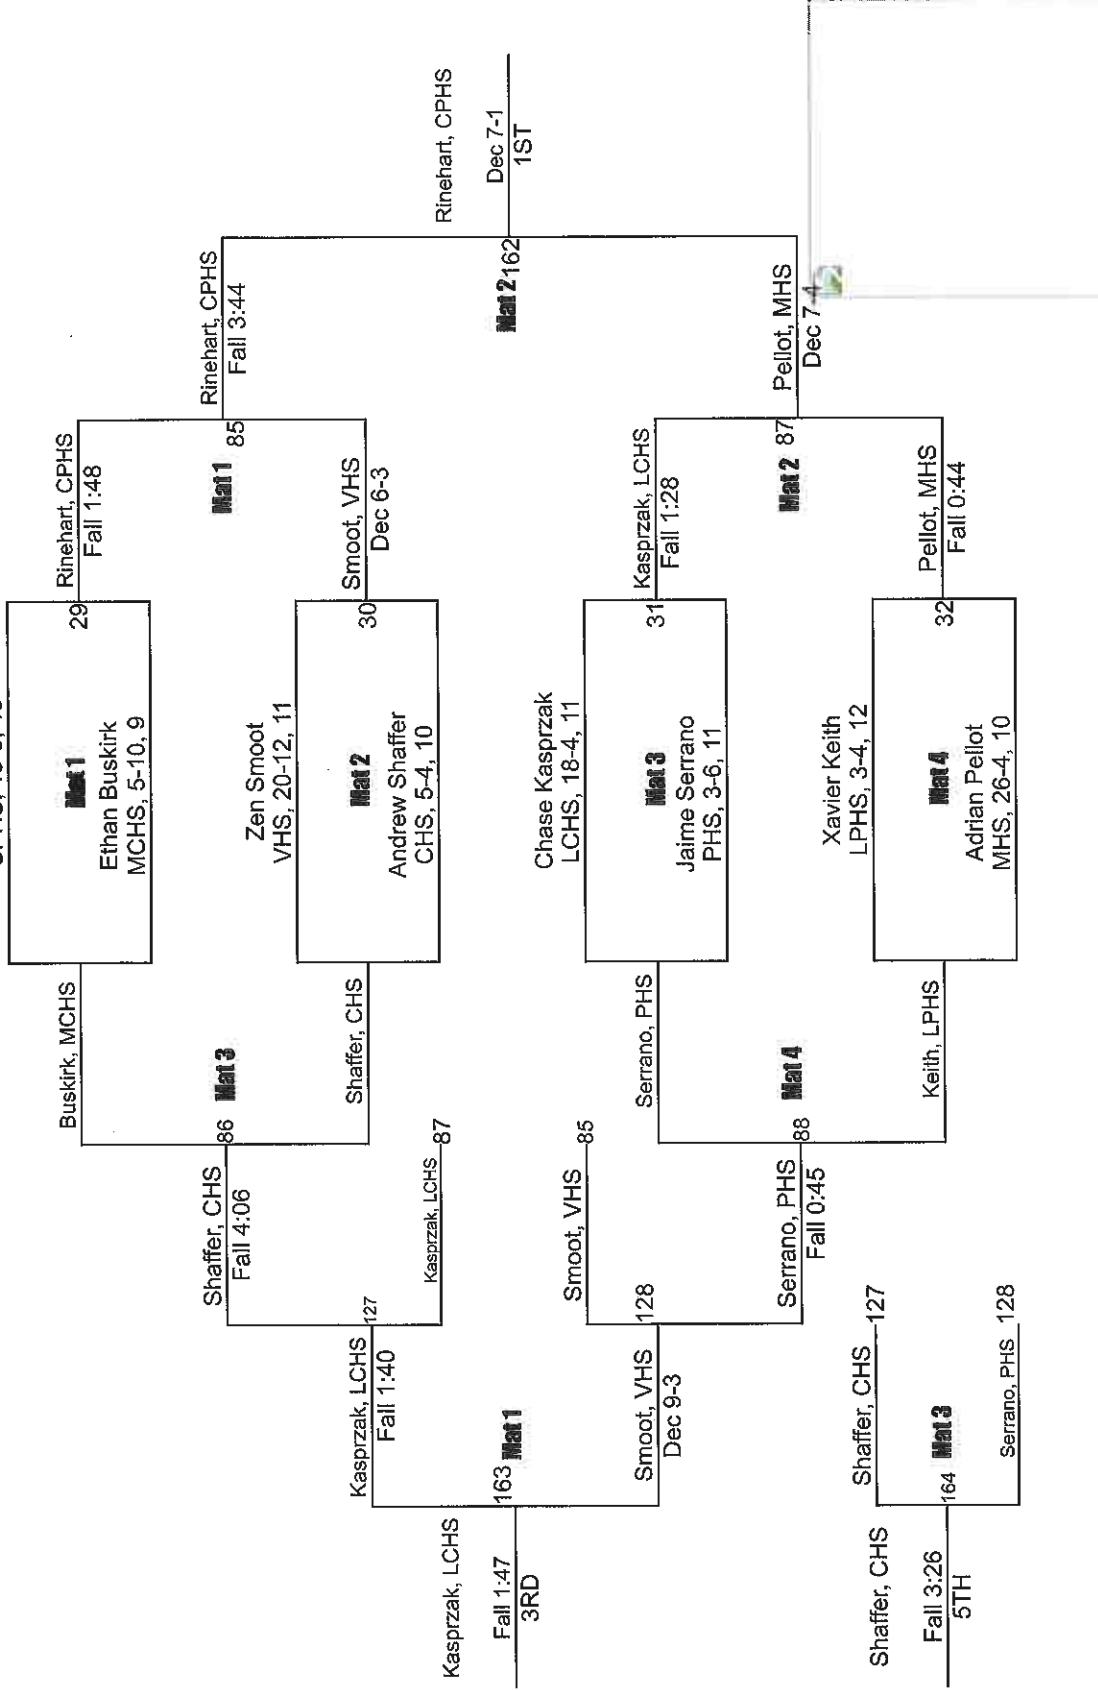 Mat 1
Ethan Buskirk
MCHS, 5-10, 9
29
Zen Smoot
VHS, 20-12, 11
Mat 2
Andrew Shaffer
CHS, 5-4, 10
30
Chase Kasprzak
LCHS, 18-4, 11
Mat 3
Jaime Serrano
PHS, 3-6, 11
31
Xavier Keith
LPHS, 3-4, 12
Mat 4
Adrian Pellot
MHS, 26-4, 10
32
Rinehart, CPHS
Fall 1:48
Mat 1 85
Smoot, VHS
Dec 6-3
Kasprzak, LCHS
Fall 1:28
Mat 2 87
Pellot, MHS
Fall 0:44
Rinehart, CPHS
Fall 3:44
Mat 2 162
Pellot, MHS
Dec 7-4
Rinehart, CPHS
Dec 7-1
1ST
Buskirk, MCHS
86 Mat 3
Shaffer, CHS
Serrano, PHS
88 Mat 4
Keith, LPHS
Shaffer, CHS
Fall 4:06
127
Kasprzak, LCHS 87
Smoot, VHS 85
128
Serrano, PHS
Fall 0:45
Kasprzak, LCHS
Fall 1:40
163 Mat 1
Smoot, VHS
Dec 9-3
Kasprzak, LCHS
Fall 1:47
3RD
Shaffer, CHS 127
164 Mat 3
Serrano, PHS 128
Shaffer, CHS
Fall 3:26
5TH